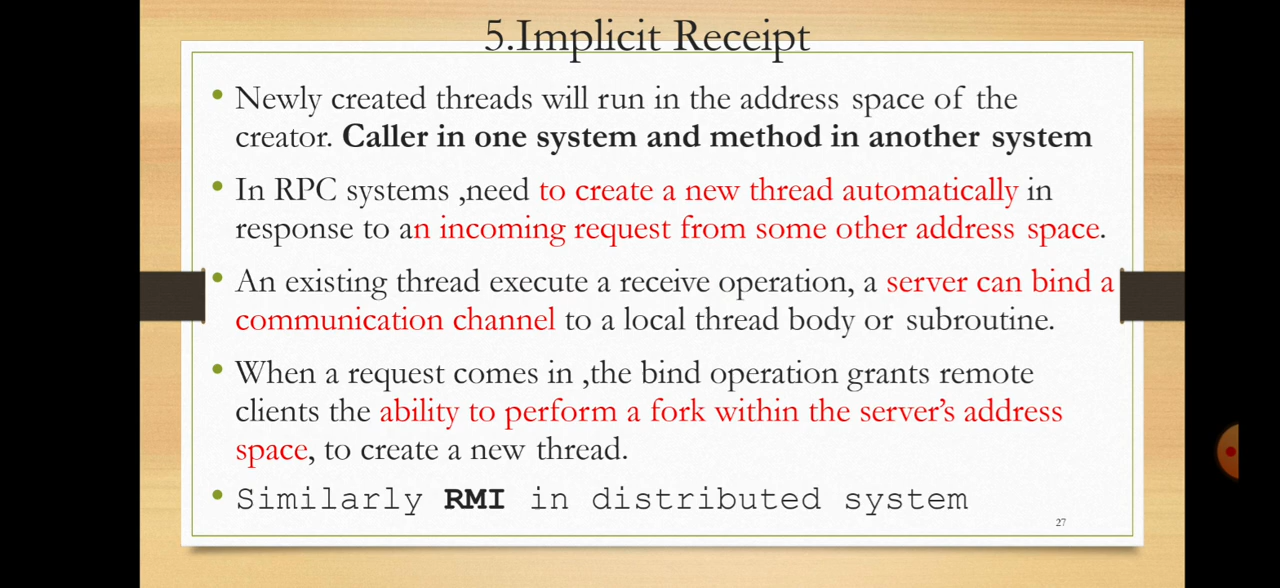 5.Implicit Receipt
• Newly created threads will run in the address space of the
creator. Caller in one system and method in another system
• In RPC systems ,need to create a new thread automatically in
response to an incoming request from some other address space.
• An existing thread execute a receive operation, a server can bind a
communication channel to a local thread body or subroutine.
• When a request comes in ,the bind operation grants remote
clients the ability to perform a fork within the server’s address
space, to create a new thread.
• Similarly RMI in distributed system
27